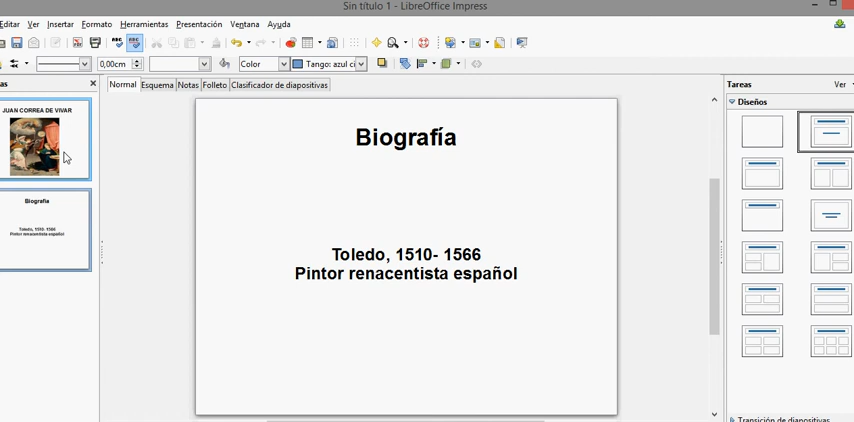 Sin título 1 - LibreOffice Impress
Editar Ver Insertar Formato Herramientas Presentación Ventana Ayuda
0,00cm Color Tango: azul ci
as Normal Esquema Notas Folleto Clasificador de diapositivas Tareas Ver
Diseños
JUAN CORREA DE VIVAR
Biografía
Toledo, 1510- 1566
Pintor renacentista español
Biografía
Toledo, 1510- 1566
Pintor renacentista español
Transición de diapositivas